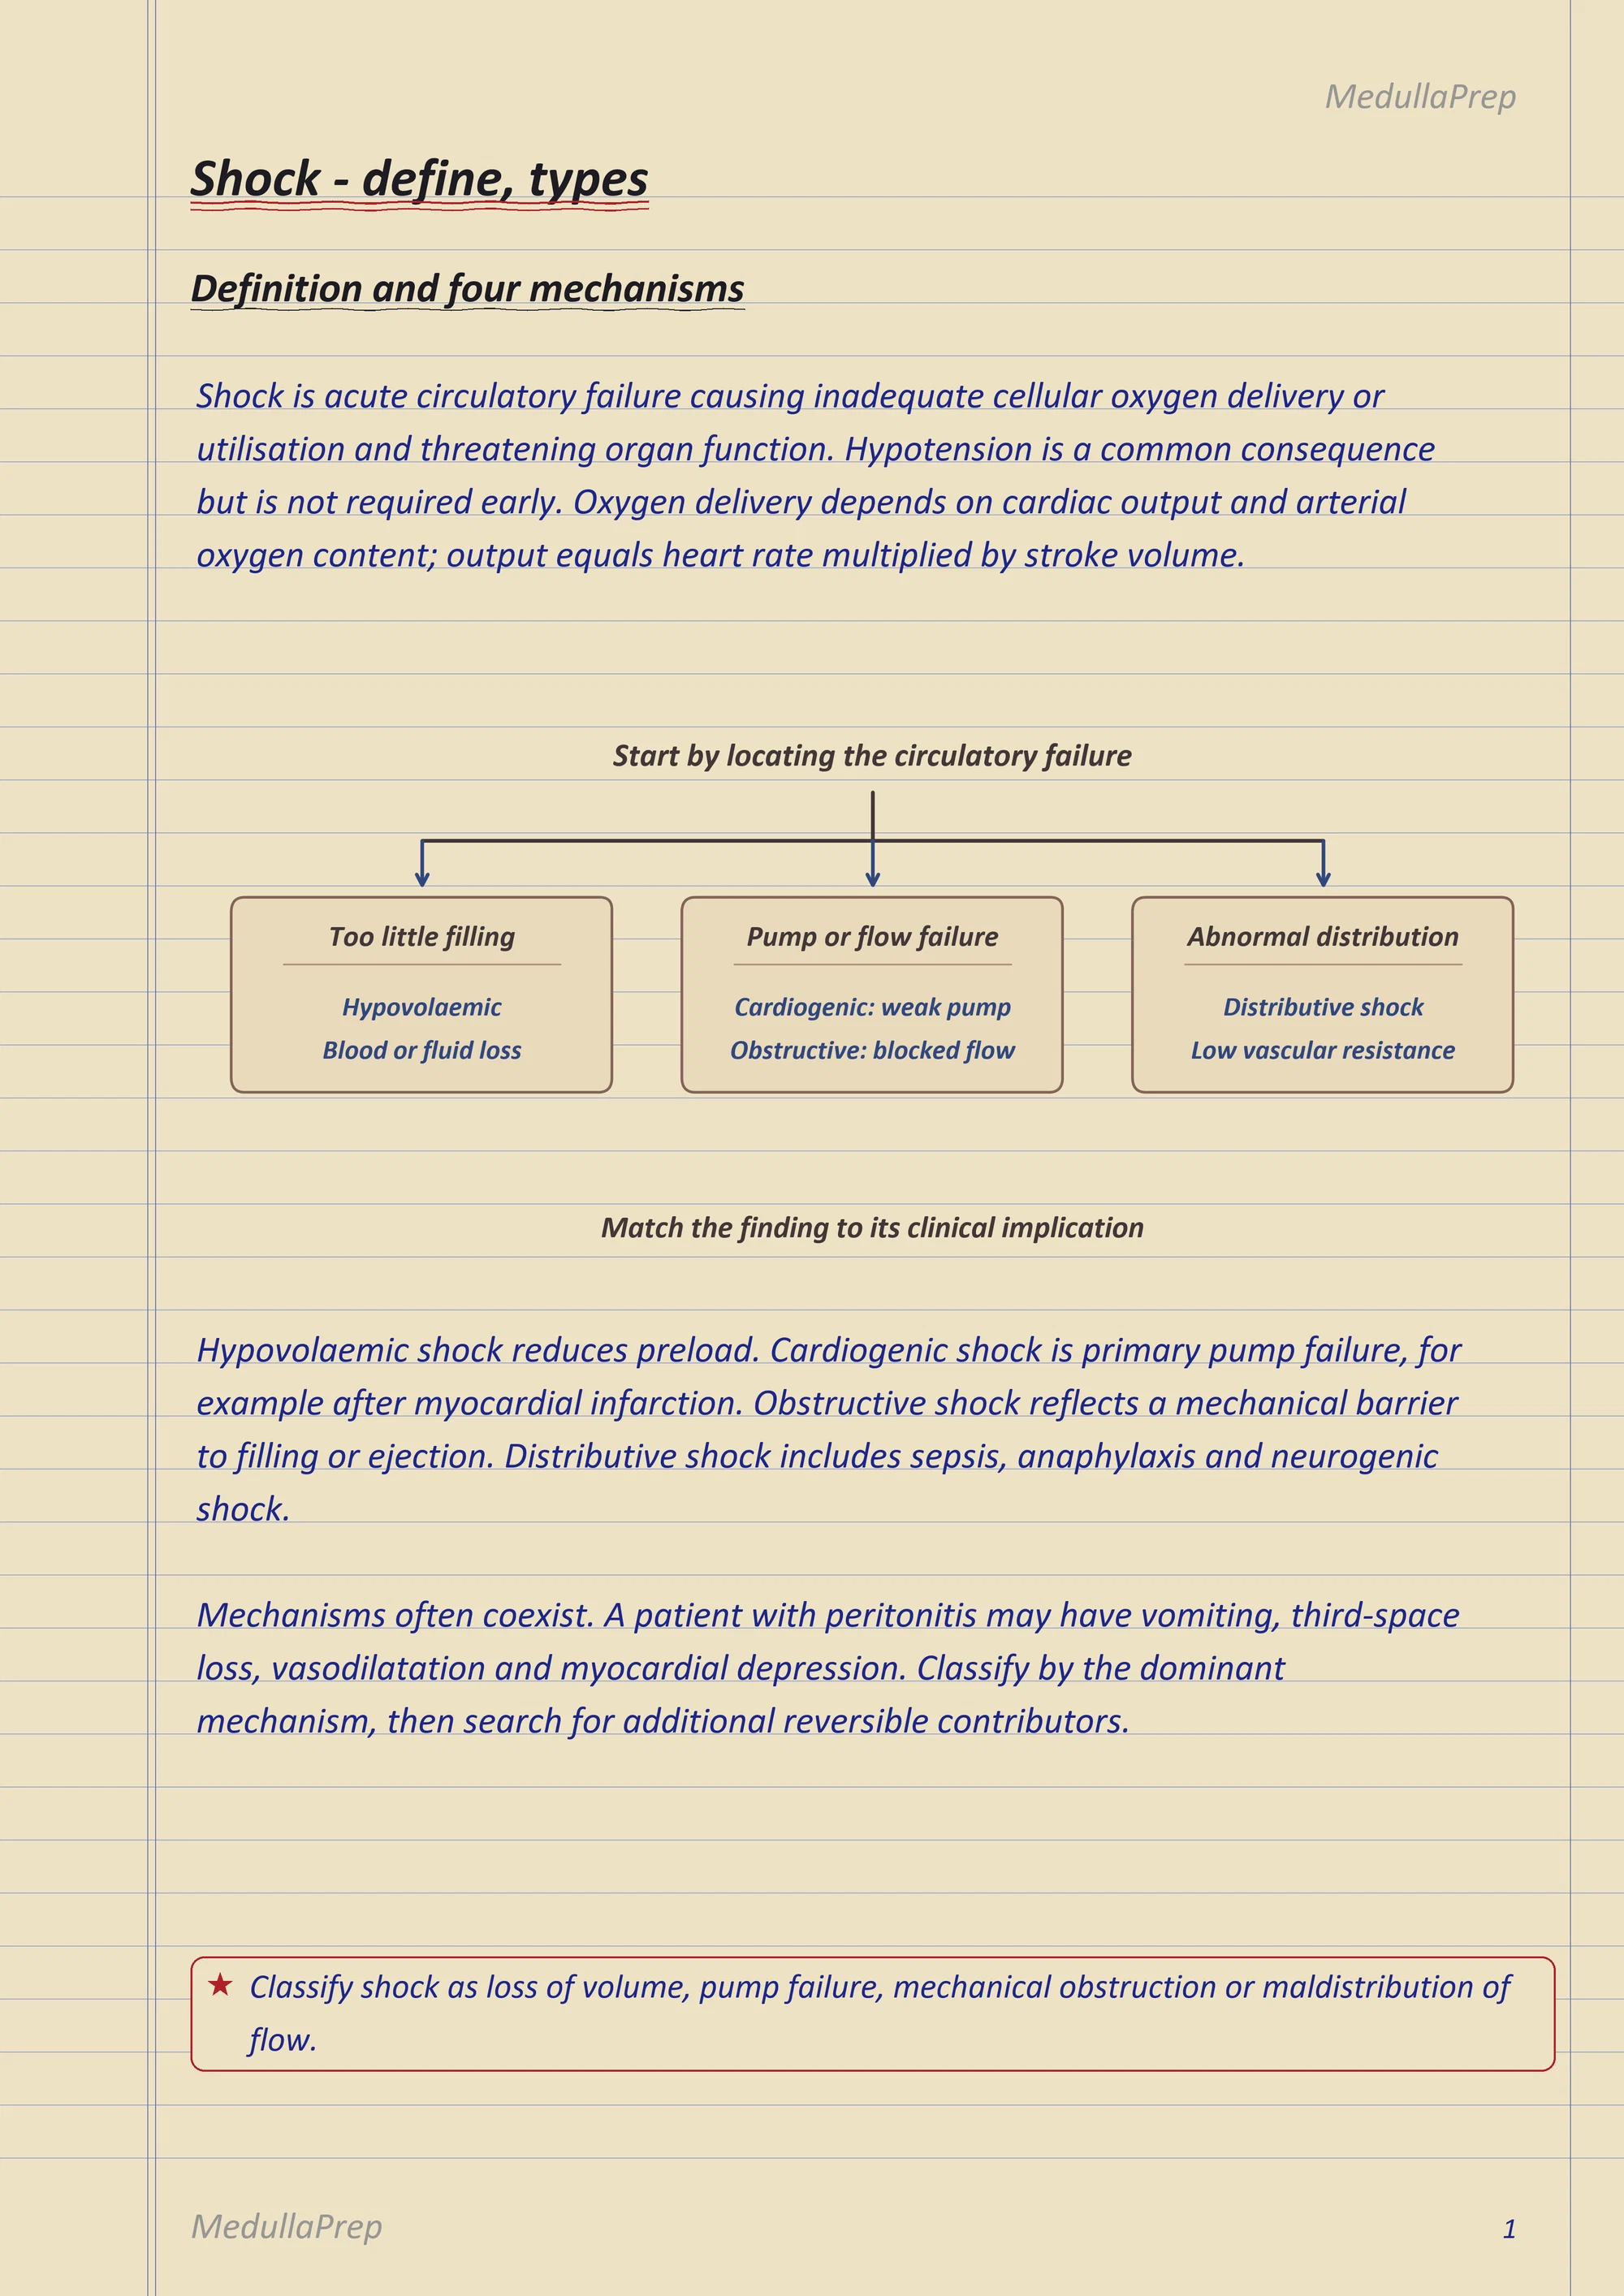 MedullaPrep
Shock - define, types
Definition and four mechanisms
Shock is acute circulatory failure causing inadequate cellular oxygen delivery or
utilisation and threatening organ function. Hypotension is a common consequence
but is not required early. Oxygen delivery depends on cardiac output and arterial
oxygen content; output equals heart rate multiplied by stroke volume.
Start by locating the circulatory failure
Too little filling
Hypovolaemic
Blood or fluid loss
Pump or flow failure
Cardiogenic: weak pump
Obstructive: blocked flow
Abnormal distribution
Distributive shock
Low vascular resistance
Match the finding to its clinical implication
Hypovolaemic shock reduces preload. Cardiogenic shock is primary pump failure, for
example after myocardial infarction. Obstructive shock reflects a mechanical barrier
to filling or ejection. Distributive shock includes sepsis, anaphylaxis and neurogenic
shock.
Mechanisms often coexist. A patient with peritonitis may have vomiting, third-space
loss, vasodilatation and myocardial depression. Classify by the dominant
mechanism, then search for additional reversible contributors.
★ Classify shock as loss of volume, pump failure, mechanical obstruction or maldistribution of
flow.
MedullaPrep
1